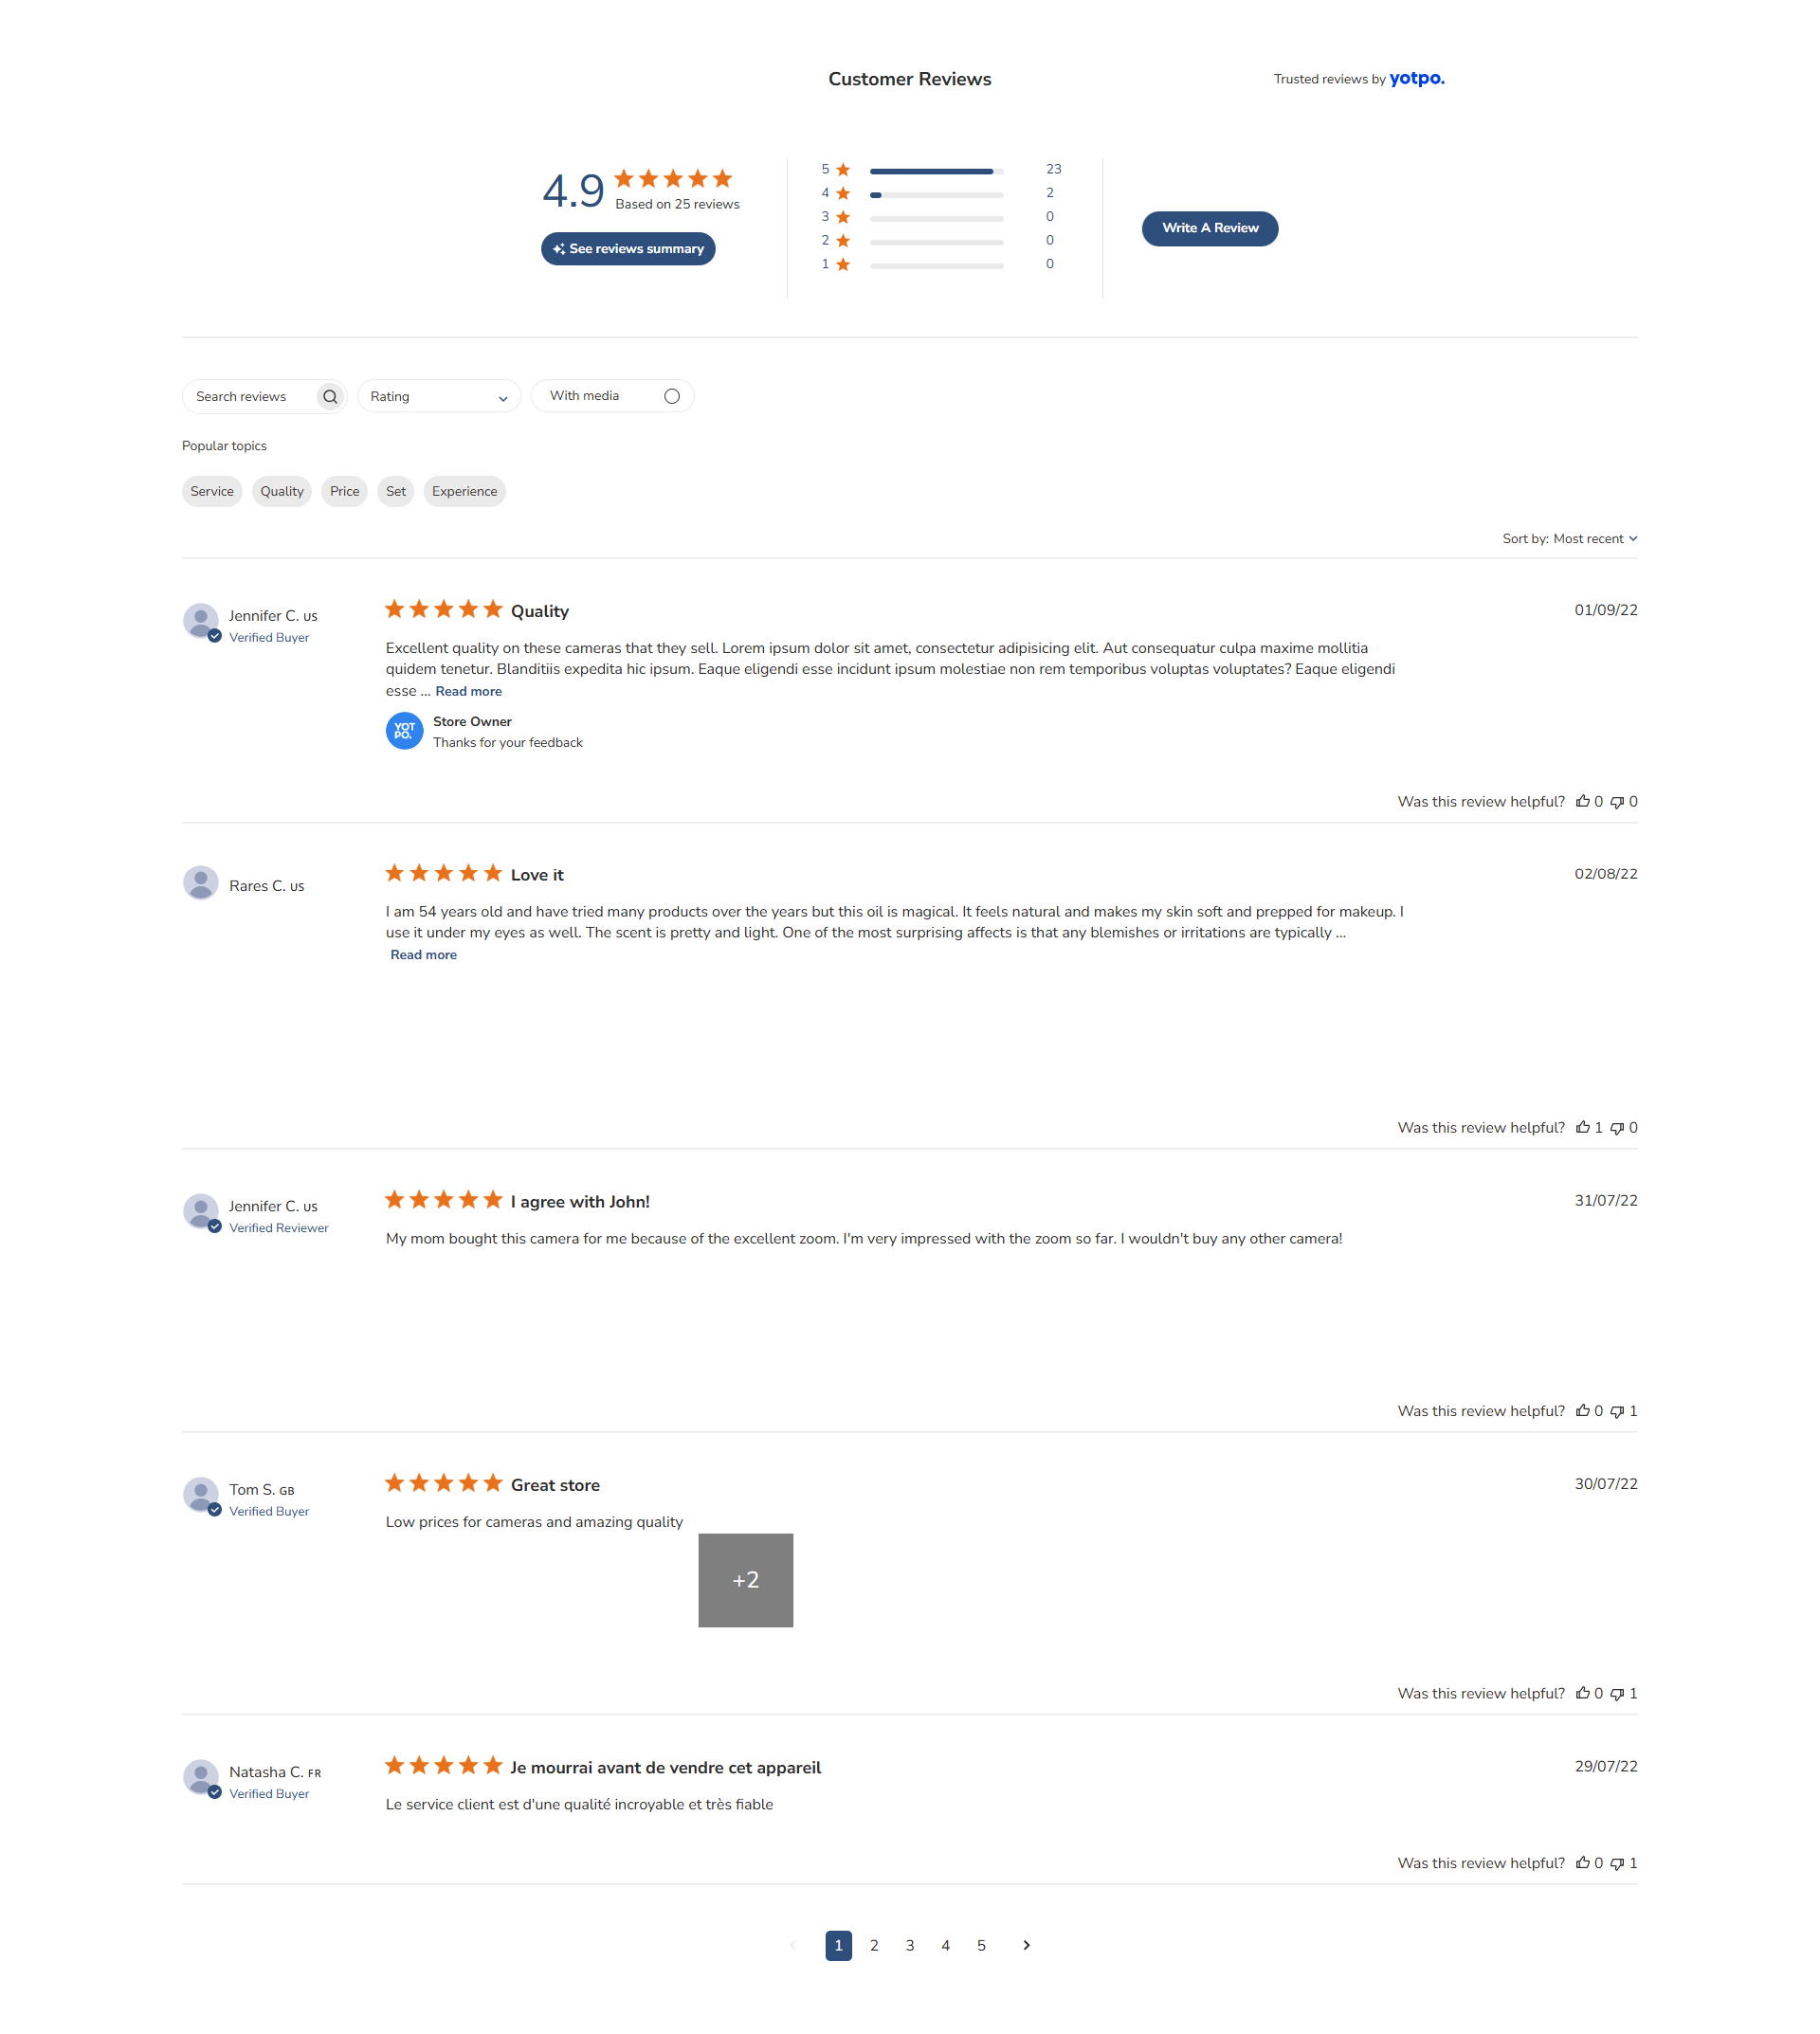 Customer Reviews
Trusted reviews by yotpo.
4.9
Based on 25 reviews
See reviews summary
5 23
4 2
3 0
2 0
1 0
Write A Review
Search reviews
Rating
With media
Popular topics
Service Quality Price Set Experience
Sort by: Most recent
Jennifer C. US
Verified Buyer
Quality
01/09/22
Excellent quality on these cameras that they sell. Lorem ipsum dolor sit amet, consectetur adipisicing elit. Aut consequatur culpa maxime mollitia
quidem tenetur. Blanditiis expedita hic ipsum. Eaque eligendi esse incidunt ipsum molestiae non rem temporibus voluptas voluptates? Eaque eligendi
esse ... Read more
YOT
PO.
Store Owner
Thanks for your feedback
Was this review helpful? 0 0
Rares C. US
Love it
02/08/22
I am 54 years old and have tried many products over the years but this oil is magical. It feels natural and makes my skin soft and prepped for makeup. I
use it under my eyes as well. The scent is pretty and light. One of the most surprising affects is that any blemishes or irritations are typically ...
Read more
Was this review helpful? 1 0
Jennifer C. US
Verified Reviewer
I agree with John!
31/07/22
My mom bought this camera for me because of the excellent zoom. I'm very impressed with the zoom so far. I wouldn't buy any other camera!
Was this review helpful? 0 1
Tom S. GB
Verified Buyer
Great store
30/07/22
Low prices for cameras and amazing quality
+2
Was this review helpful? 0 1
Natasha C. FR
Verified Buyer
Je mourrai avant de vendre cet appareil
29/07/22
Le service client est d'une qualité incroyable et très fiable
Was this review helpful? 0 1
1 2 3 4 5